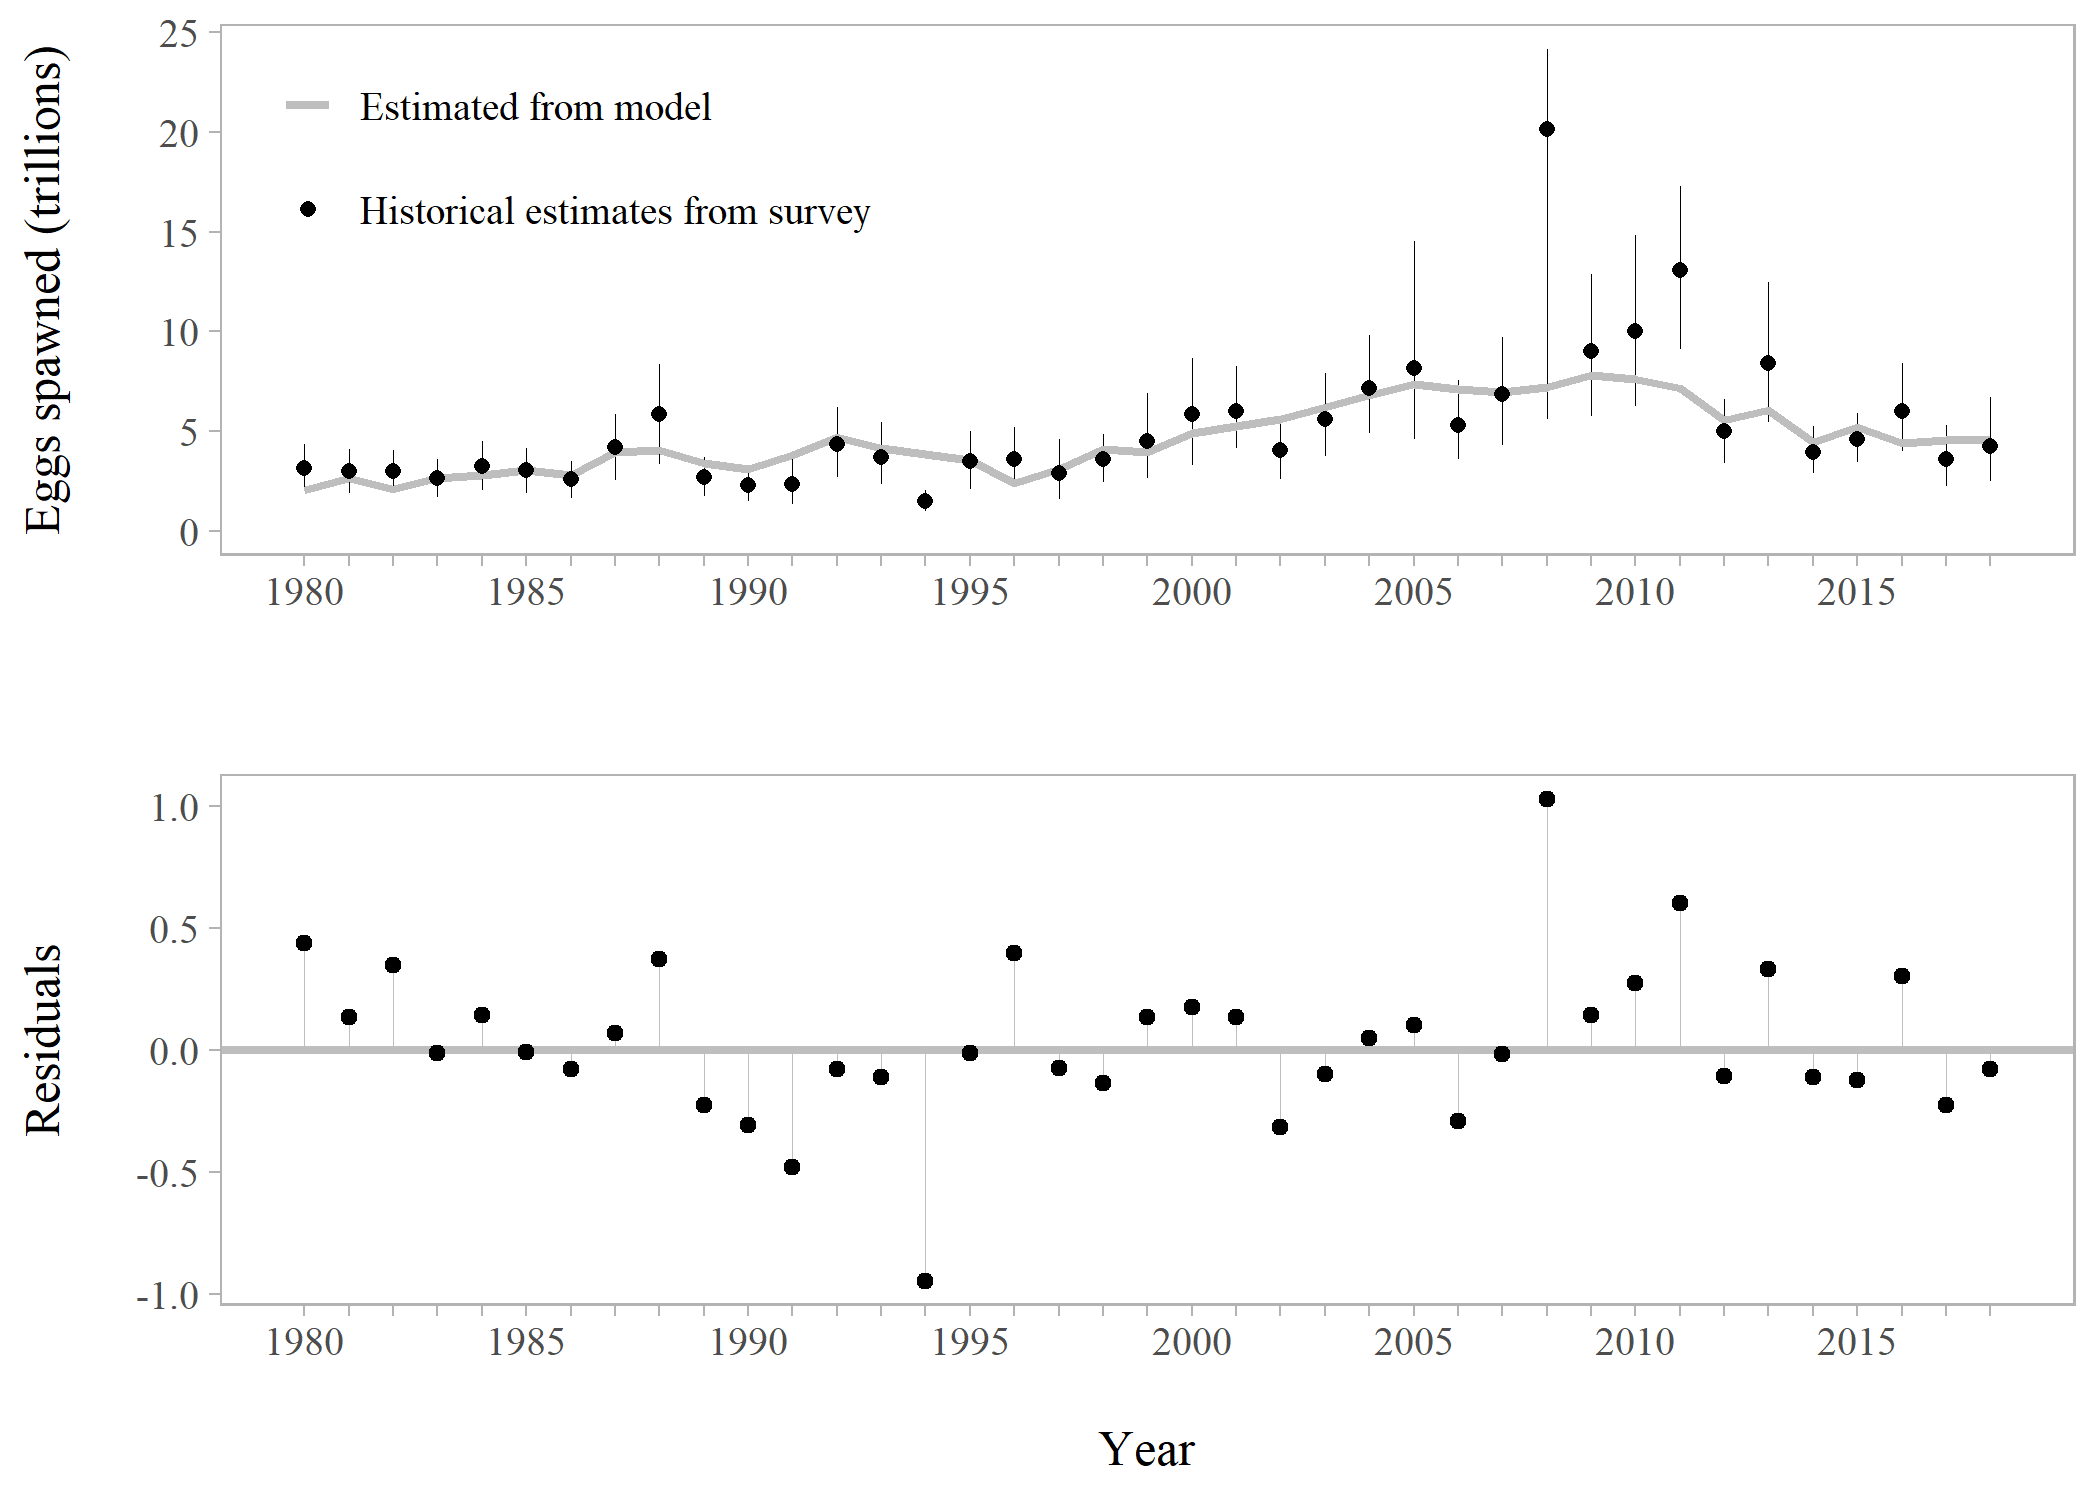 Eggs spawned (trillions)
25
20
15
10
5
0
Estimated from model
Historical estimates from survey
1980 1985 1990 1995 2000 2005 2010 2015
Residuals
1.0
0.5
0.0
-0.5
-1.0
1980 1985 1990 1995 2000 2005 2010 2015
Year